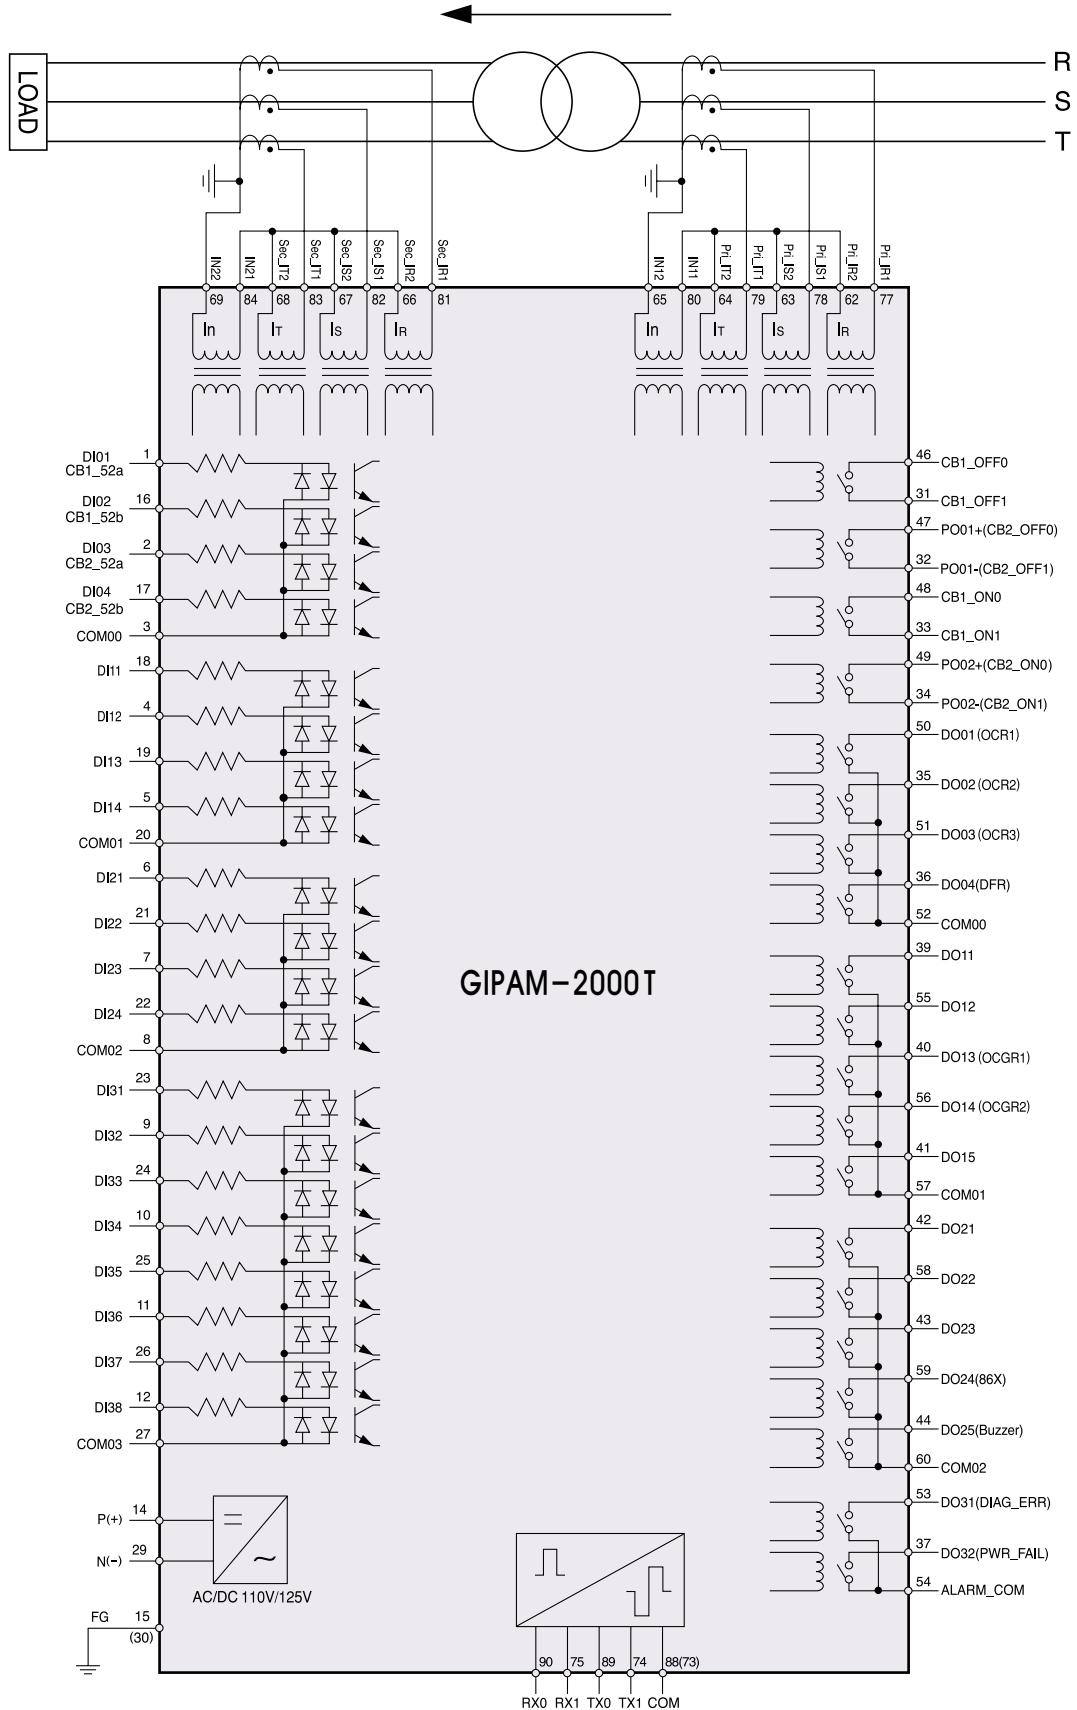 R
S
T
LOAD
IN22
IN21
Sec_IT2
Sec_IT1
Sec_IS2
Sec_IS1
Sec_IR2
Sec_IR1
IN12
IN11
Pri_IT2
Pri_IT1
Pri_IS2
Pri_IS1
Pri_IR2
Pri_IR1
69 84 68 83 67 82 66 81
65 80 64 79 63 78 62 77
In IT IS IR
In IT IS IR
DI01 1
CB1_52a
DI02 16
CB1_52b
DI03 2
CB2_52a
DI04 17
CB2_52b
COM00 3
DI11 18
DI12 4
DI13 19
DI14 5
COM01 20
DI21 6
DI22 21
DI23 7
DI24 22
COM02 8
DI31 23
DI32 9
DI33 24
DI34 10
DI35 25
DI36 11
DI37 26
DI38 12
COM03 27
P(+) 14
N(-) 29
AC/DC 110V/125V
FG 15
(30)
GIPAM-2000T
46 CB1_OFF0
31 CB1_OFF1
47 PO01+(CB2_OFF0)
32 PO01-(CB2_OFF1)
48 CB1_ON0
33 CB1_ON1
49 PO02+(CB2_ON0)
34 PO02-(CB2_ON1)
50 DO01(OCR1)
35 DO02(OCR2)
51 DO03(OCR3)
36 DO04(DFR)
52 COM00
39 DO11
55 DO12
40 DO13(OCGR1)
56 DO14(OCGR2)
41 DO15
57 COM01
42 DO21
58 DO22
43 DO23
59 DO24(86X)
44 DO25(Buzzer)
60 COM02
53 DO31(DIAG_ERR)
37 DO32(PWR_FAIL)
54 ALARM_COM
90 75 89 74 88(73)
RX0 RX1 TX0 TX1 COM